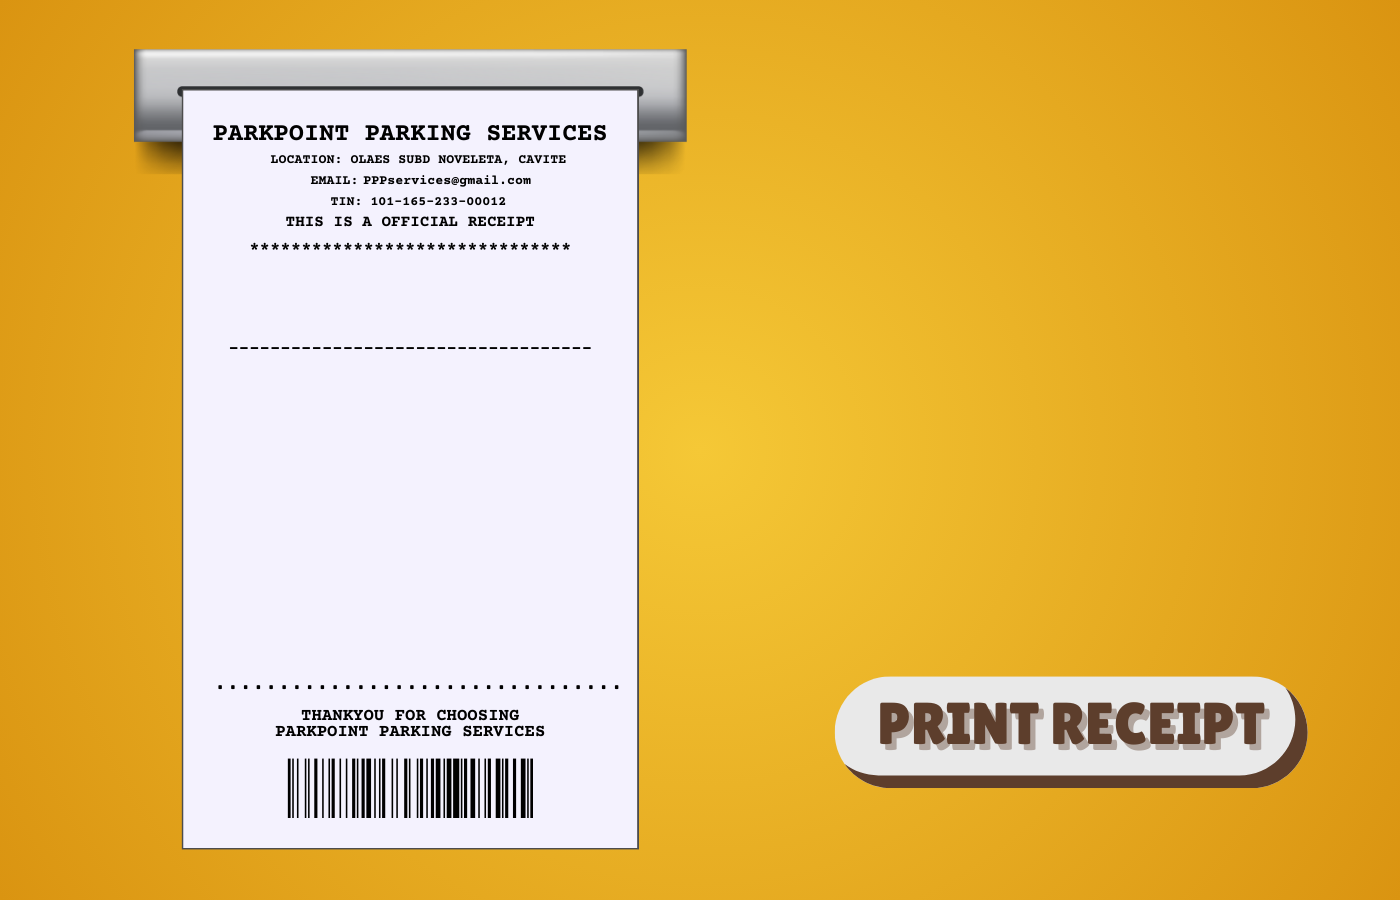 PARKPOINT PARKING SERVICES
LOCATION: OLAES SUBD NOVELETA, CAVITE
EMAIL: PPPservices@gmail.com
TIN: 101-165-233-00012
THIS IS A OFFICIAL RECEIPT
*******************************
------------------------------------
................................
THANKYOU FOR CHOOSING
PARKPOINT PARKING SERVICES
PRINT RECEIPT